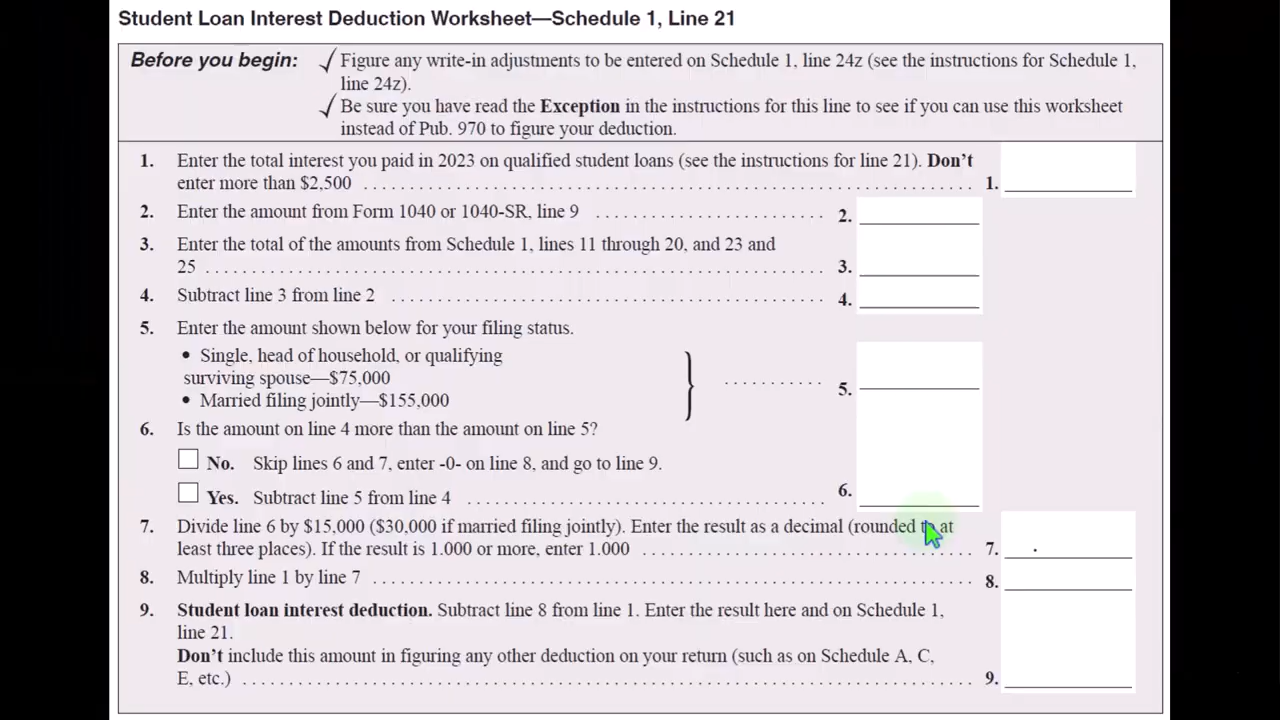 Student Loan Interest Deduction Worksheet—Schedule 1, Line 21
Before you begin: ✓ Figure any write-in adjustments to be entered on Schedule 1, line 24z (see the instructions for Schedule 1,
line 24z).
✓ Be sure you have read the Exception in the instructions for this line to see if you can use this worksheet
instead of Pub. 970 to figure your deduction.
1. Enter the total interest you paid in 2023 on qualified student loans (see the instructions for line 21). Don't
enter more than $2,500 . . . . . . . . . . 1.
2. Enter the amount from Form 1040 or 1040-SR, line 9 . . . . . . . . . . 2.
3. Enter the total of the amounts from Schedule 1, lines 11 through 20, and 23 and
25 . . . . . . . . . . 3.
4. Subtract line 3 from line 2 . . . . . . . . . . 4.
5. Enter the amount shown below for your filing status.
• Single, head of household, or qualifying
surviving spouse—$75,000
• Married filing jointly—$155,000
} . . . . . . . . . . 5.
6. Is the amount on line 4 more than the amount on line 5?
No. Skip lines 6 and 7, enter -0- on line 8, and go to line 9.
Yes. Subtract line 5 from line 4 . . . . . . . . . . 6.
7. Divide line 6 by $15,000 ($30,000 if married filing jointly). Enter the result as a decimal (rounded to at
least three places). If the result is 1.000 or more, enter 1.000 . . . . . . . . . . 7. .
8. Multiply line 1 by line 7 . . . . . . . . . . 8.
9. Student loan interest deduction. Subtract line 8 from line 1. Enter the result here and on Schedule 1,
line 21.
Don't include this amount in figuring any other deduction on your return (such as on Schedule A, C,
E, etc.) . . . . . . . . . . 9.